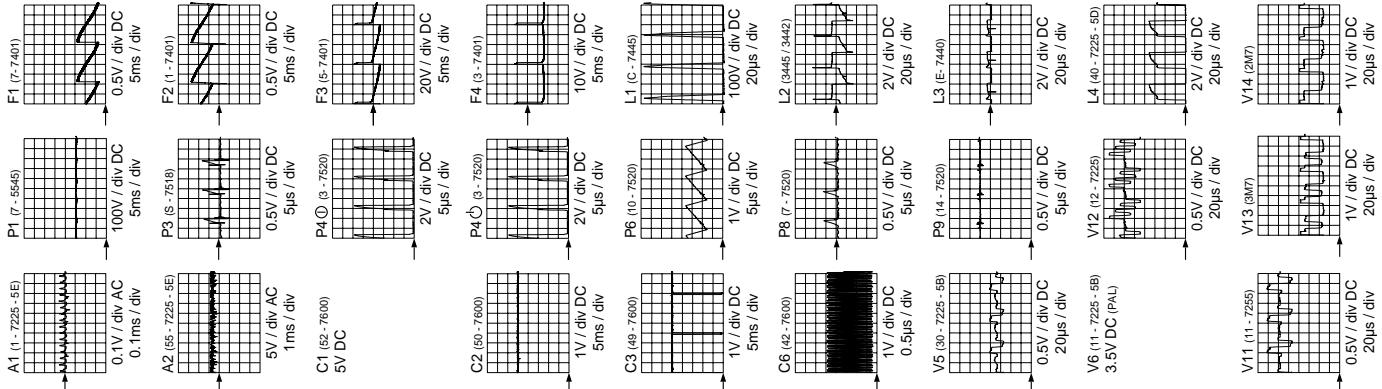 A1 (1 - 7225 - 5E)
0.1V / div AC
0.1ms / div
A2 (55 - 7225 - 5E)
5V / div AC
1ms / div
C1 (52 - 7600)
5V DC
C2 (50 - 7600)
1V / div DC
5ms / div
C3 (49 - 7600)
1V / div DC
5ms / div
C6 (42 - 7600)
1V / div DC
0.5µs / div
V5 (30 - 7225 - 5B)
0.5V / div DC
20µs / div
V6 (11 - 7225 - 5B)
3.5V DC (PAL)
V11 (11 - 7255)
0.5V / div DC
20µs / div
P1 (7 - 5545)
100V / div DC
5ms / div
P3 (S - 7518)
0.5V / div DC
5µs / div
P4 Ⓘ (3 - 7520)
2V / div DC
5µs / div
P4 ⏻ (3 - 7520)
2V / div DC
5µs / div
P6 (10 - 7520)
1V / div DC
5µs / div
P8 (7 - 7520)
0.5V / div DC
5µs / div
P9 (14 - 7520)
0.5V / div DC
5µs / div
V12 (12 - 7225)
0.5V / div DC
20µs / div
V13 (3M7)
1V / div DC
20µs / div
F1 (7- 7401)
0.5V / div DC
5ms / div
F2 (1 - 7401)
0.5V / div DC
5ms / div
F3 (5-7401)
20V / div DC
5ms / div
F4 (3-7401)
10V / div DC
5ms / div
L1 (C - 7445)
100V / div DC
20µs / div
L2 (3445 / 3442)
2V / div DC
20µs / div
L3 (E- 7440)
2V / div DC
20µs / div
L4 (40 - 7225 - 5D)
2V / div DC
20µs / div
V14 (2M7)
1V / div DC
20µs / div